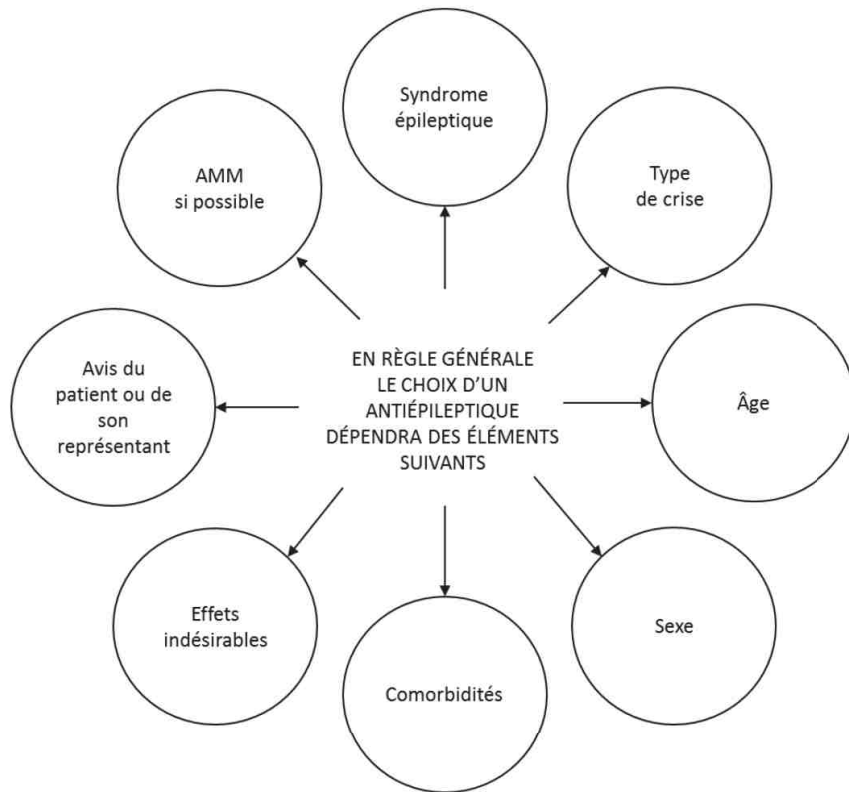 Syndrome
épileptique
AMM
si possible
Type
de crise
Avis du
patient ou de
son
représentant
EN RÈGLE GÉNÉRALE
LE CHOIX D'UN
ANTIÉPILEPTIQUE
DÉPENDRA DES ÉLÉMENTS
SUIVANTS
Âge
Effets
indésirables
Comorbidités
Sexe